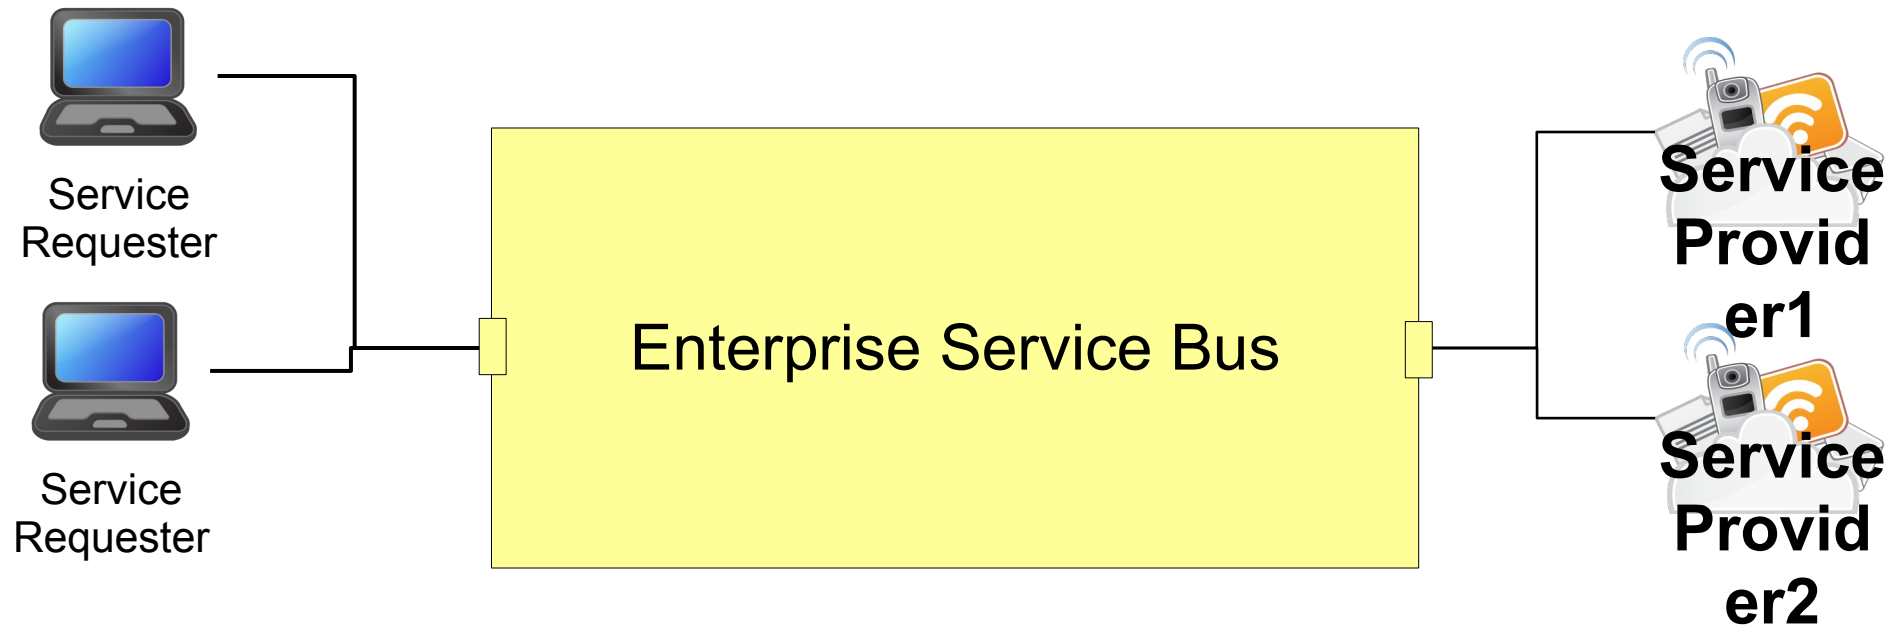 Service
Requester
Service
Requester
Enterprise Service Bus
Service
Provid
er1
Service
Provid
er2